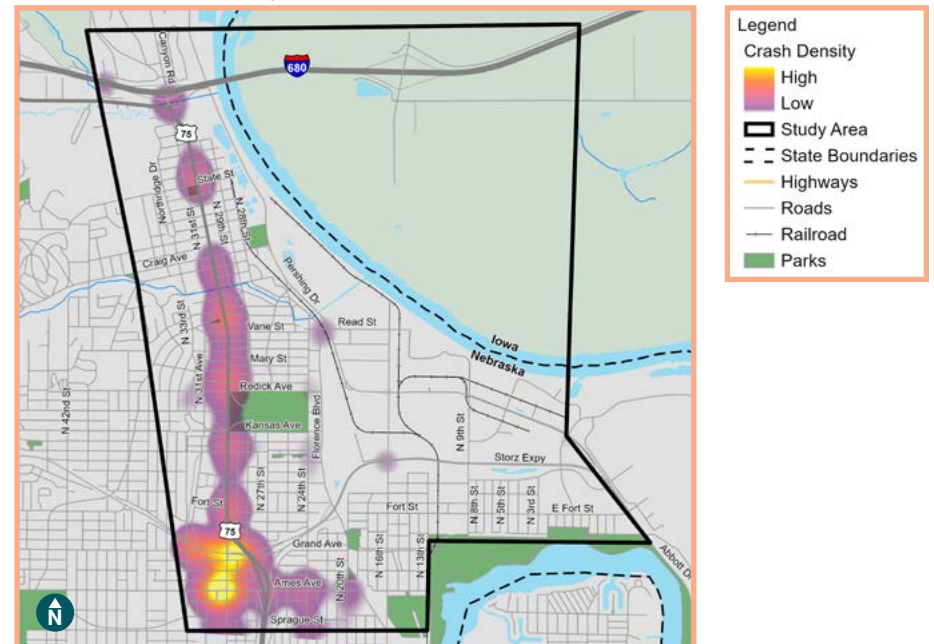 Legend
Crash Density
High
Low
Study Area
State Boundaries
Highways
Roads
Railroad
Parks
Canyon Rd
680
75
Northridge Dr
State St
N 31st St
N 29th St
N 28th St
Craig Ave
Pershing Dr
N 33rd St
Vane St
Read St
Iowa
Nebraska
Mary St
N 31st Ave
Redick Ave
N 42nd St
Kansas Ave
Florence Blvd
N 9th St
Storz Expy
N 27th St
N 24th St
Fort St
Fort St
N 8th St
N 5th St
N 3rd St
E Fort St
75
Grand Ave
N 16th St
N 13th St
Abbott Dr
Ames Ave
N 20th St
Sprague St
N